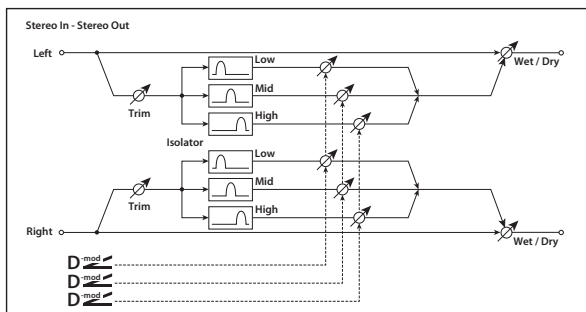 Stereo In - Stereo Out
Left
Wet / Dry
Low
Mid
Trim
High
Isolator
Low
Mid
Trim
High
Right
Wet / Dry
D-mod
D-mod
D-mod